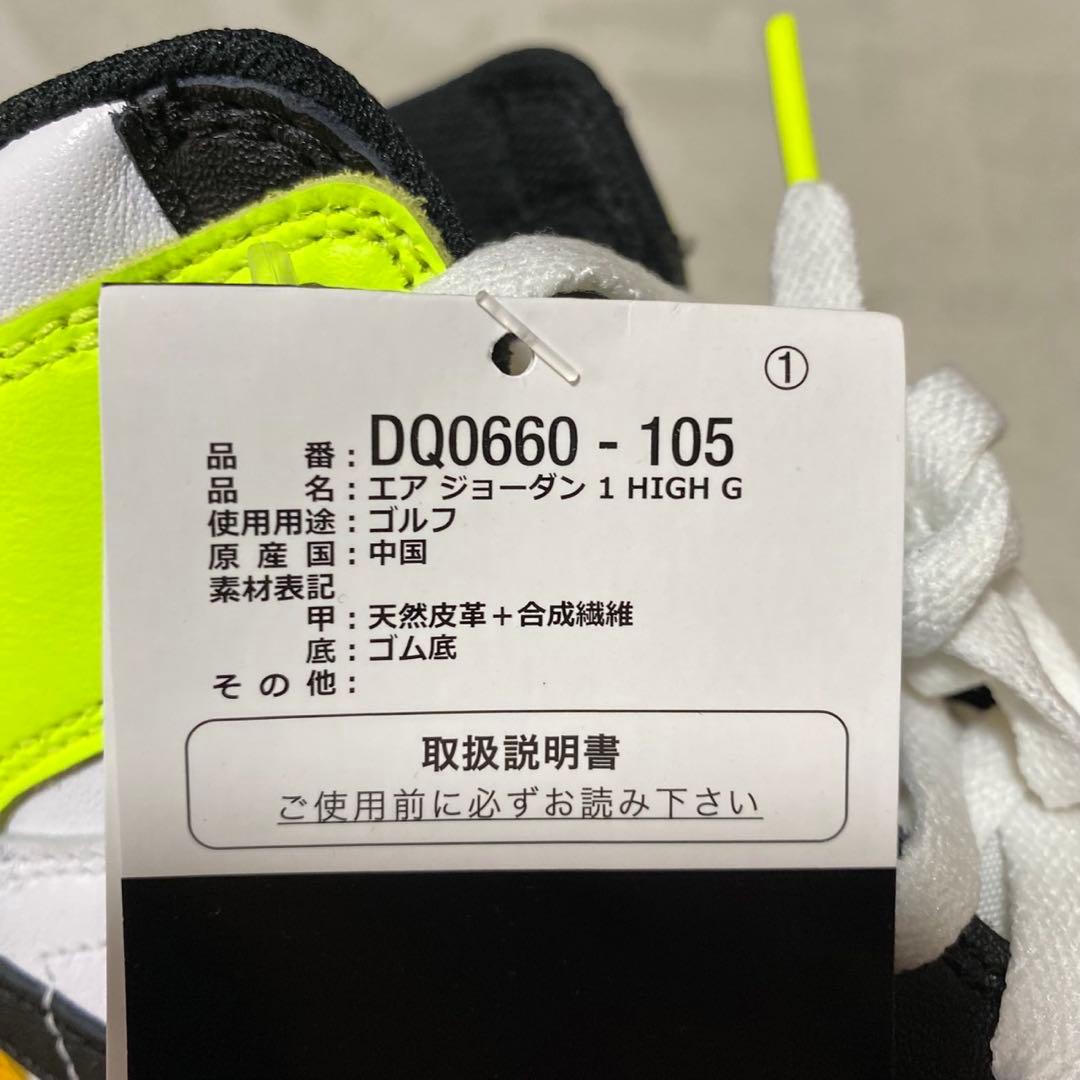 ①
品番：DQ0660 - 105
品名：エア ジョーダン 1 HIGH G
使用用途：ゴルフ
原産国：中国
素材表記
甲：天然皮革＋合成繊維
底：ゴム底
その他：
取扱説明書
ご使用前に必ずお読み下さい